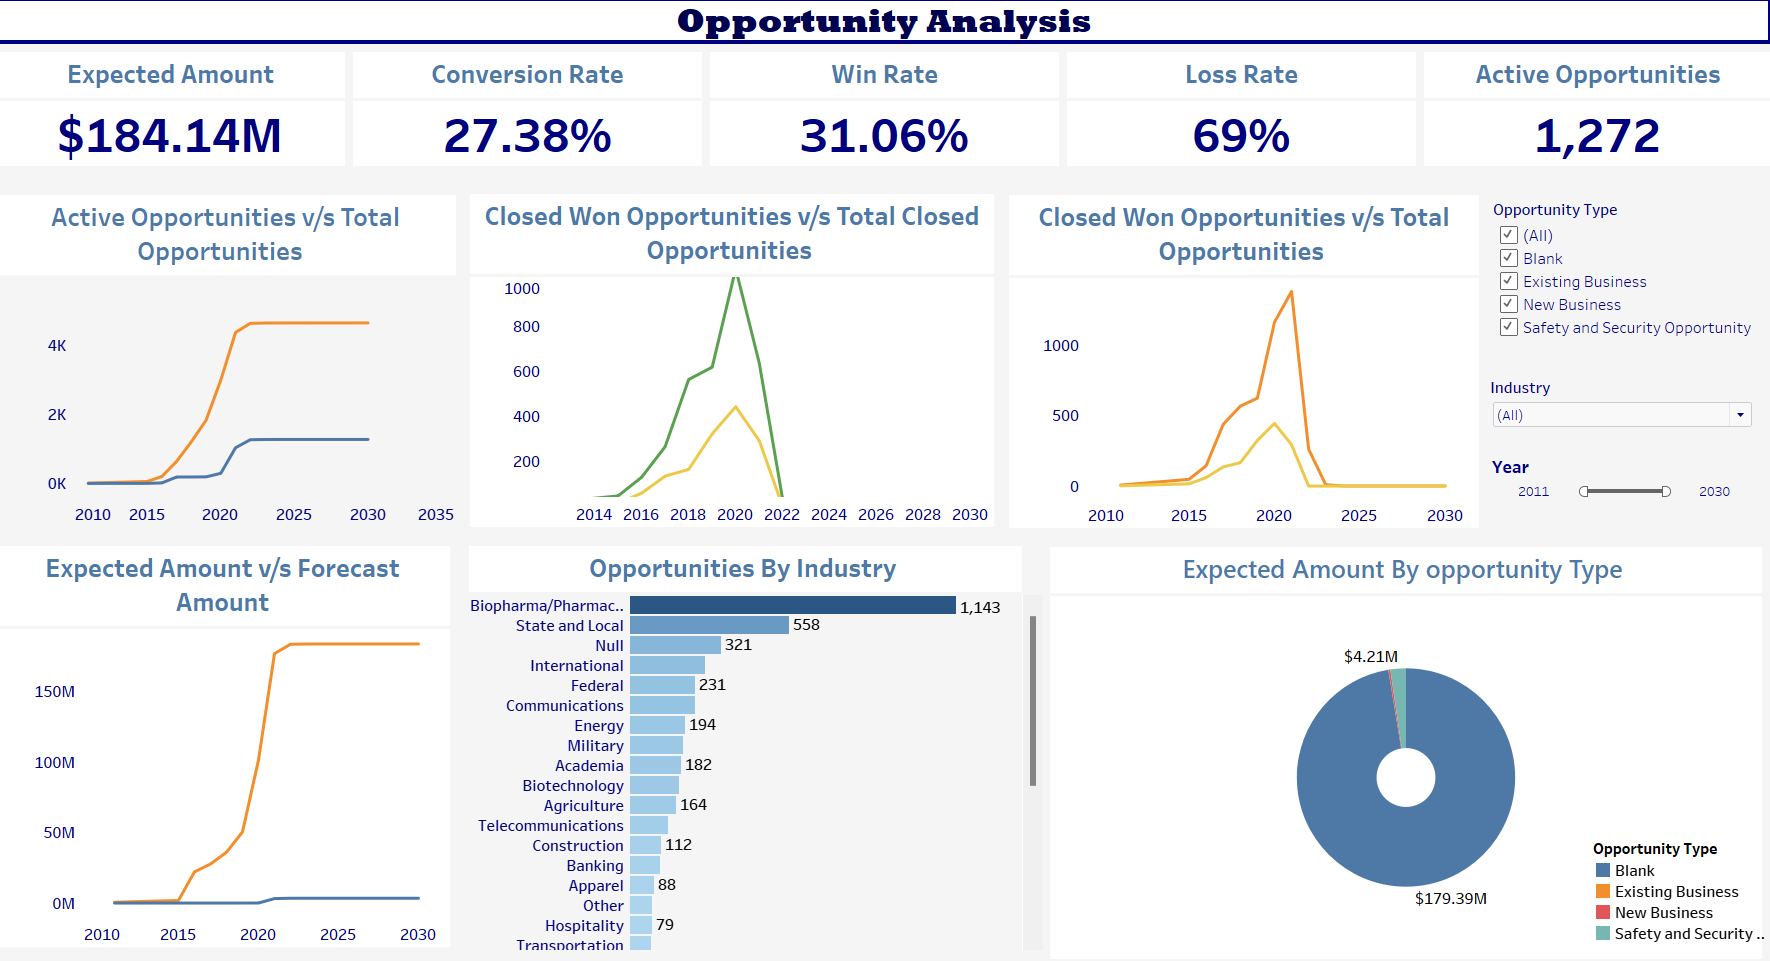 Opportunity Analysis
Expected Amount
Conversion Rate
Win Rate
Loss Rate
Active Opportunities
$184.14M
27.38%
31.06%
69%
1,272
Active Opportunities v/s Total
Opportunities
4K
2K
0K
2010 2015 2020 2025 2030 2035
Closed Won Opportunities v/s Total Closed
Opportunities
1000
800
600
400
200
2014 2016 2018 2020 2022 2024 2026 2028 2030
Closed Won Opportunities v/s Total
Opportunities
1000
500
0
2010 2015 2020 2025 2030
Opportunity Type
(All)
Blank
Existing Business
New Business
Safety and Security Opportunity
Industry
(All)
Year
2011 2030
Expected Amount v/s Forecast
Amount
150M
100M
50M
0M
2010 2015 2020 2025 2030
Opportunities By Industry
Biopharma/Pharmac.. 1,143
State and Local 558
Null 321
International
Federal 231
Communications
Energy 194
Military
Academia 182
Biotechnology
Agriculture 164
Telecommunications
Construction 112
Banking
Apparel 88
Other
Hospitality 79
Transportation
Expected Amount By opportunity Type
$4.21M
$179.39M
Opportunity Type
Blank
Existing Business
New Business
Safety and Security ..